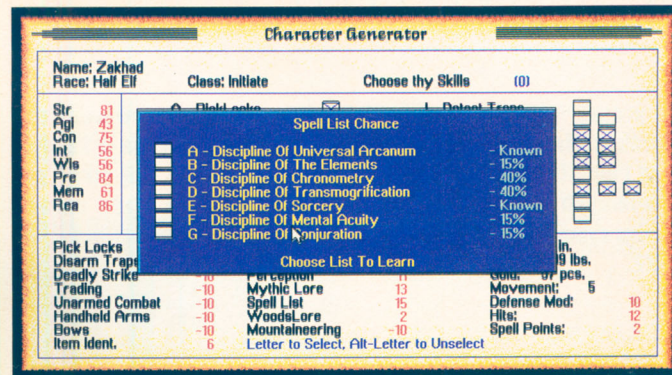 Character Generator
Name: Zakhad
Race: Half Elf Class: Initiate Choose thy Skills (0)
Str 81
Agl 43
Con 75
Int 56
Wis 56
Pre 84
Mem 61
Rea 86
Spell List Chance
A - Discipline Of Universal Arcanum - Known
B - Discipline Of The Elements - 15%
C - Discipline Of Chronometry - 40%
D - Discipline Of Transmogrification - 40%
E - Discipline Of Sorcery - Known
F - Discipline Of Mental Acuity - 15%
G - Discipline Of Conjuration - 15%
Choose List To Learn
Pick Locks in.
Disarm Traps lbs.
Deadly Strike -10 Perception 11 Gold: pcs.
Trading -10 Mythic Lore 13 Movement: 5
Unarmed Combat -10 Spell List 15 Defense Mod: 10
Handheld Arms -10 WoodsLore 2 Hits: 12
Bows -10 Mountaineering -10 Spell Points: 2
Item Ident. 6 Letter to Select, Alt-Letter to Unselect